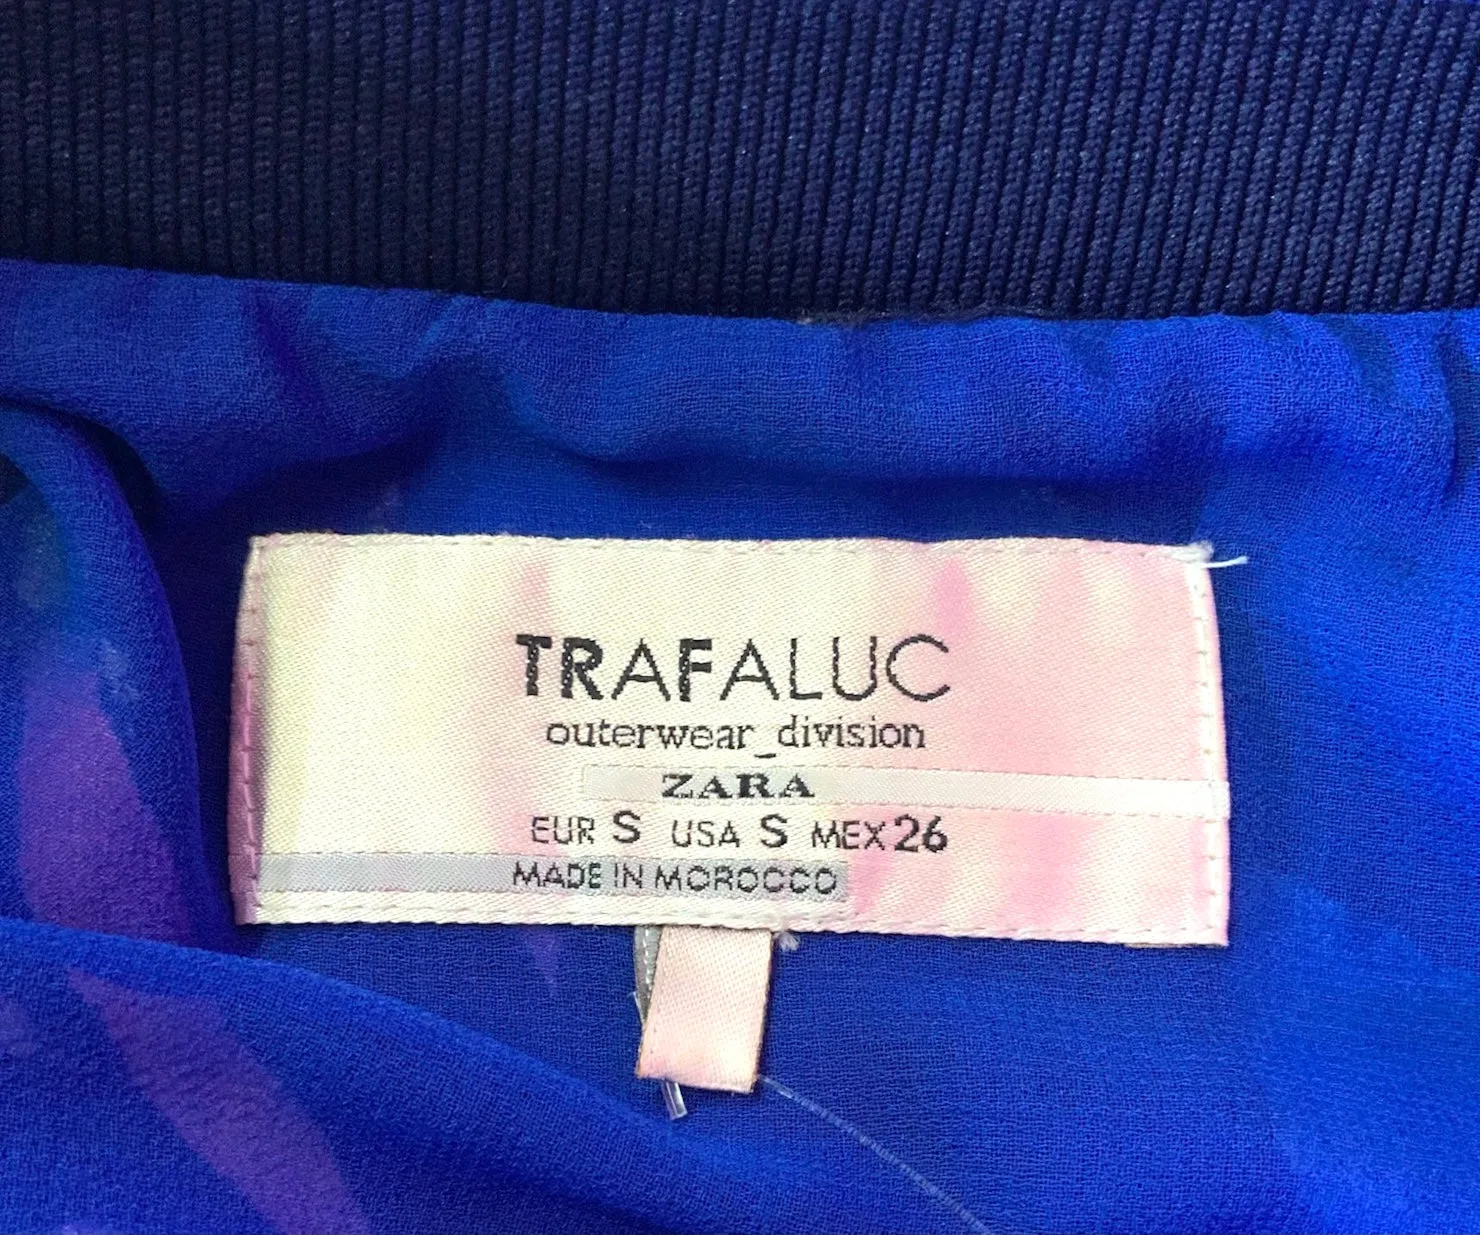 TRAFALUC
outerwear_division
ZARA
EUR S USA S MEX 26
MADE IN MOROCCO